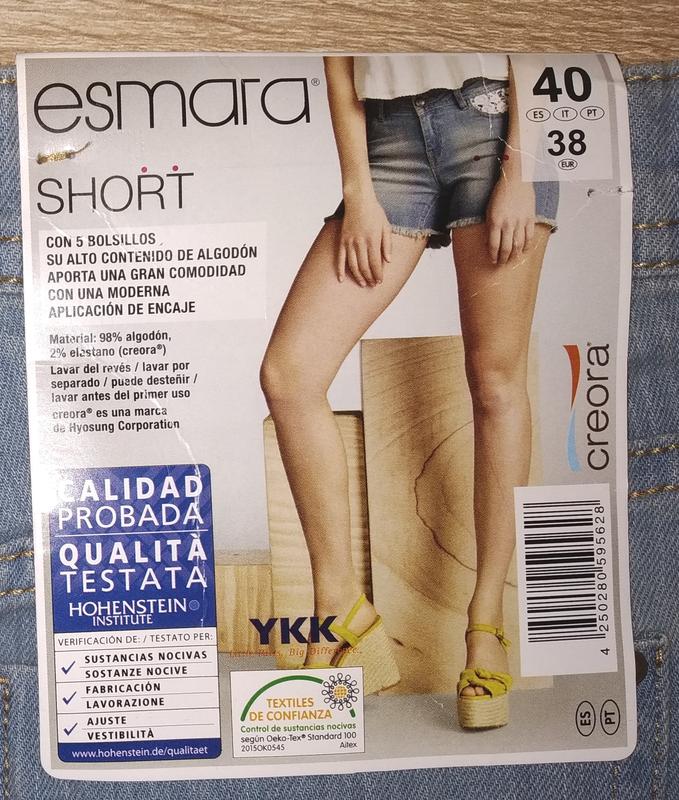 esmara®
40
ES IT PT
38
EUR
SHORT
CON 5 BOLSILLOS
SU ALTO CONTENIDO DE ALGODÓN
APORTA UNA GRAN COMODIDAD
CON UNA MODERNA
APLICACIÓN DE ENCAJE
Material: 98% algodón,
2% elastano (creora®)
Lavar del revés / lavar por
separado / puede desteñir /
lavar antes del primer uso
creora® es una marca
de Hyosung Corporation
creora®
CALIDAD
PROBADA
QUALITÀ
TESTATA
HOHENSTEIN
INSTITUTE
VERIFICACIÓN DE: / TESTATO PER:
SUSTANCIAS NOCIVAS
SOSTANZE NOCIVE
FABRICACIÓN
LAVORAZIONE
AJUSTE
VESTIBILITÀ
www.hohenstein.de/qualitaet
YKK
Little Parts. Big Difference.
TEXTILES
DE CONFIANZA
Control de sustancias nocivas
según Oeko-Tex® Standard 100
2015OK0545 Aitex
4 250280 595628
ES PT